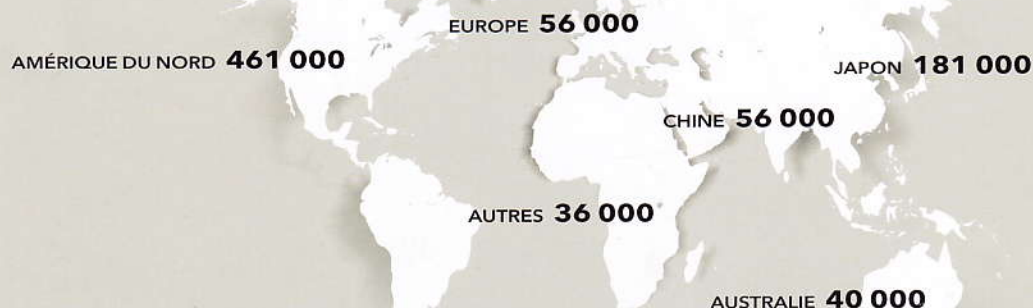 EUROPE 56 000
AMÉRIQUE DU NORD 461 000
JAPON 181 000
CHINE 56 000
AUTRES 36 000
AUSTRALIE 40 000